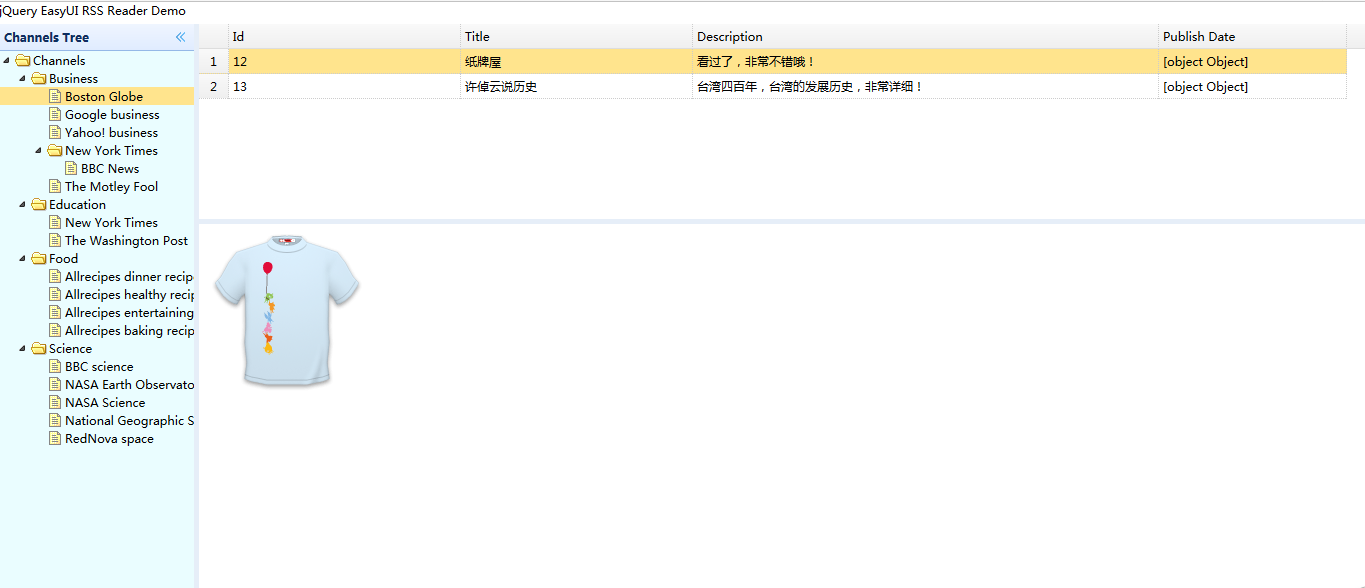 jQuery EasyUI RSS Reader Demo
Channels Tree
Channels
Business
Boston Globe
Google business
Yahoo! business
New York Times
BBC News
The Motley Fool
Education
New York Times
The Washington Post
Food
Allrecipes dinner recip
Allrecipes healthy recip
Allrecipes entertaining
Allrecipes baking recip
Science
BBC science
NASA Earth Observato
NASA Science
National Geographic S
RedNova space
Id Title Description Publish Date
1 12 纸牌屋 看过了，非常不错哦！ [object Object]
2 13 许倬云说历史 台湾四百年，台湾的发展历史，非常详细！ [object Object]